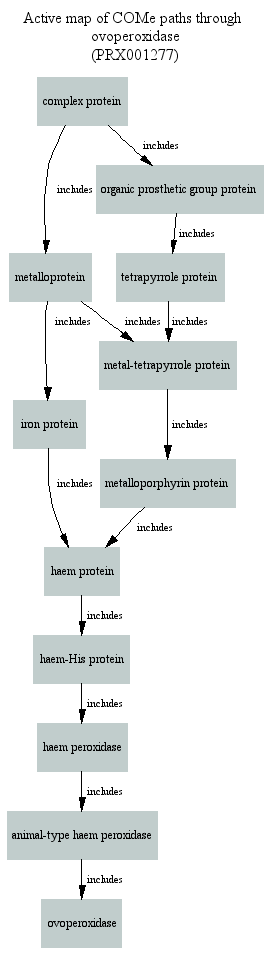 Active map of COMe paths through
ovoperoxidase
(PRX001277)
complex protein
includes
includes
organic prosthetic group protein
includes
metalloprotein
tetrapyrrole protein
includes
includes
includes
metal-tetrapyrrole protein
iron protein
includes
metalloporphyrin protein
includes
includes
haem protein
includes
haem-His protein
includes
haem peroxidase
includes
animal-type haem peroxidase
includes
ovoperoxidase